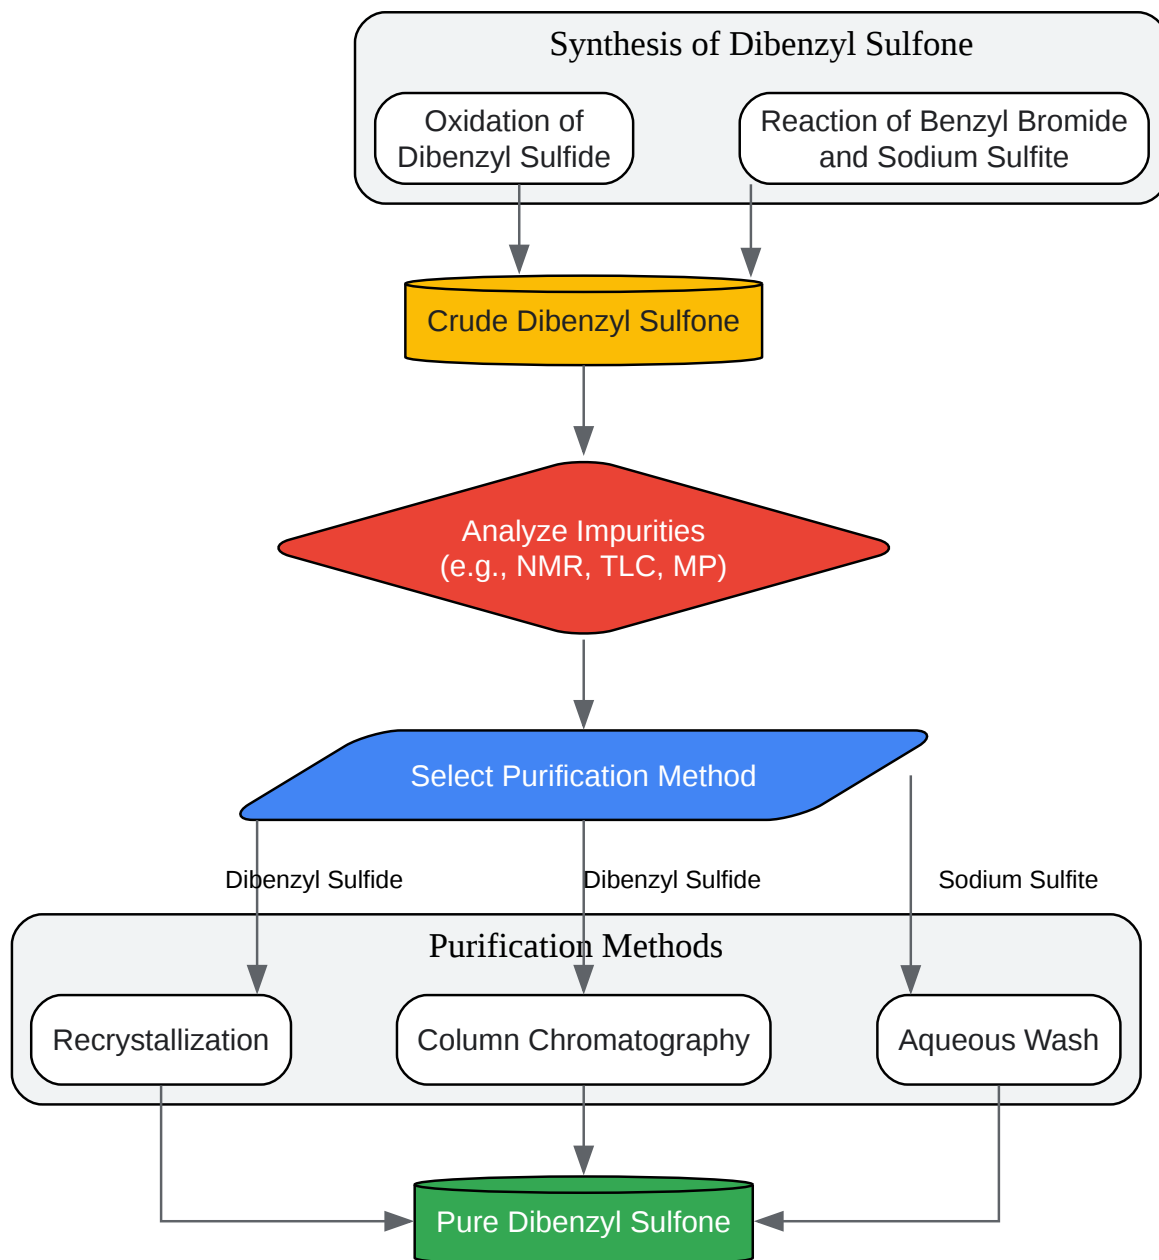 Synthesis of Dibenzyl Sulfone
Oxidation of
Dibenzyl Sulfide
Reaction of Benzyl Bromide
and Sodium Sulfite
Crude Dibenzyl Sulfone
Analyze Impurities
(e.g., NMR, TLC, MP)
Select Purification Method
Dibenzyl Sulfide
Dibenzyl Sulfide
Sodium Sulfite
Purification Methods
Recrystallization
Column Chromatography
Aqueous Wash
Pure Dibenzyl Sulfone